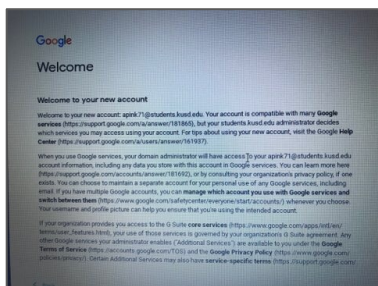 Google
Welcome
Welcome to your new account
Welcome to your new account: apink71@students.kusd.edu. Your account is compatible with many Google
services (https://support.google.com/a/answer/181865), but your students.kusd.edu administrator decides
which services you may access using your account. For tips about using your new account, visit the Google Help
Center (https://support.google.com/a/users/answer/161937).
When you use Google services, your domain administrator will have access to your apink71@students.kusd.edu
account information, including any data you store with this account in Google services. You can learn more here
(https://support.google.com/accounts/answer/181692), or by consulting your organization's privacy policy, if one
exists. You can choose to maintain a separate account for your personal use of any Google services, including
email. If you have multiple Google accounts, you can manage which account you use with Google services and
switch between them (https://www.google.com/safetycenter/everyone/start/accounts/) whenever you choose.
Your username and profile picture can help you ensure that you're using the intended account.
If your organization provides you access to the G Suite core services (https://www.google.com/apps/intl/en/
terms/user_features.html), your use of those services is governed by your organization's G Suite agreement. Any
other Google services your administrator enables ("Additional Services") are available to you under the Google
Terms of Service (https://accounts.google.com/TOS) and the Google Privacy Policy (https://www.google.com/
policies/privacy/). Certain Additional Services may also have service-specific terms (https://support.google.com/